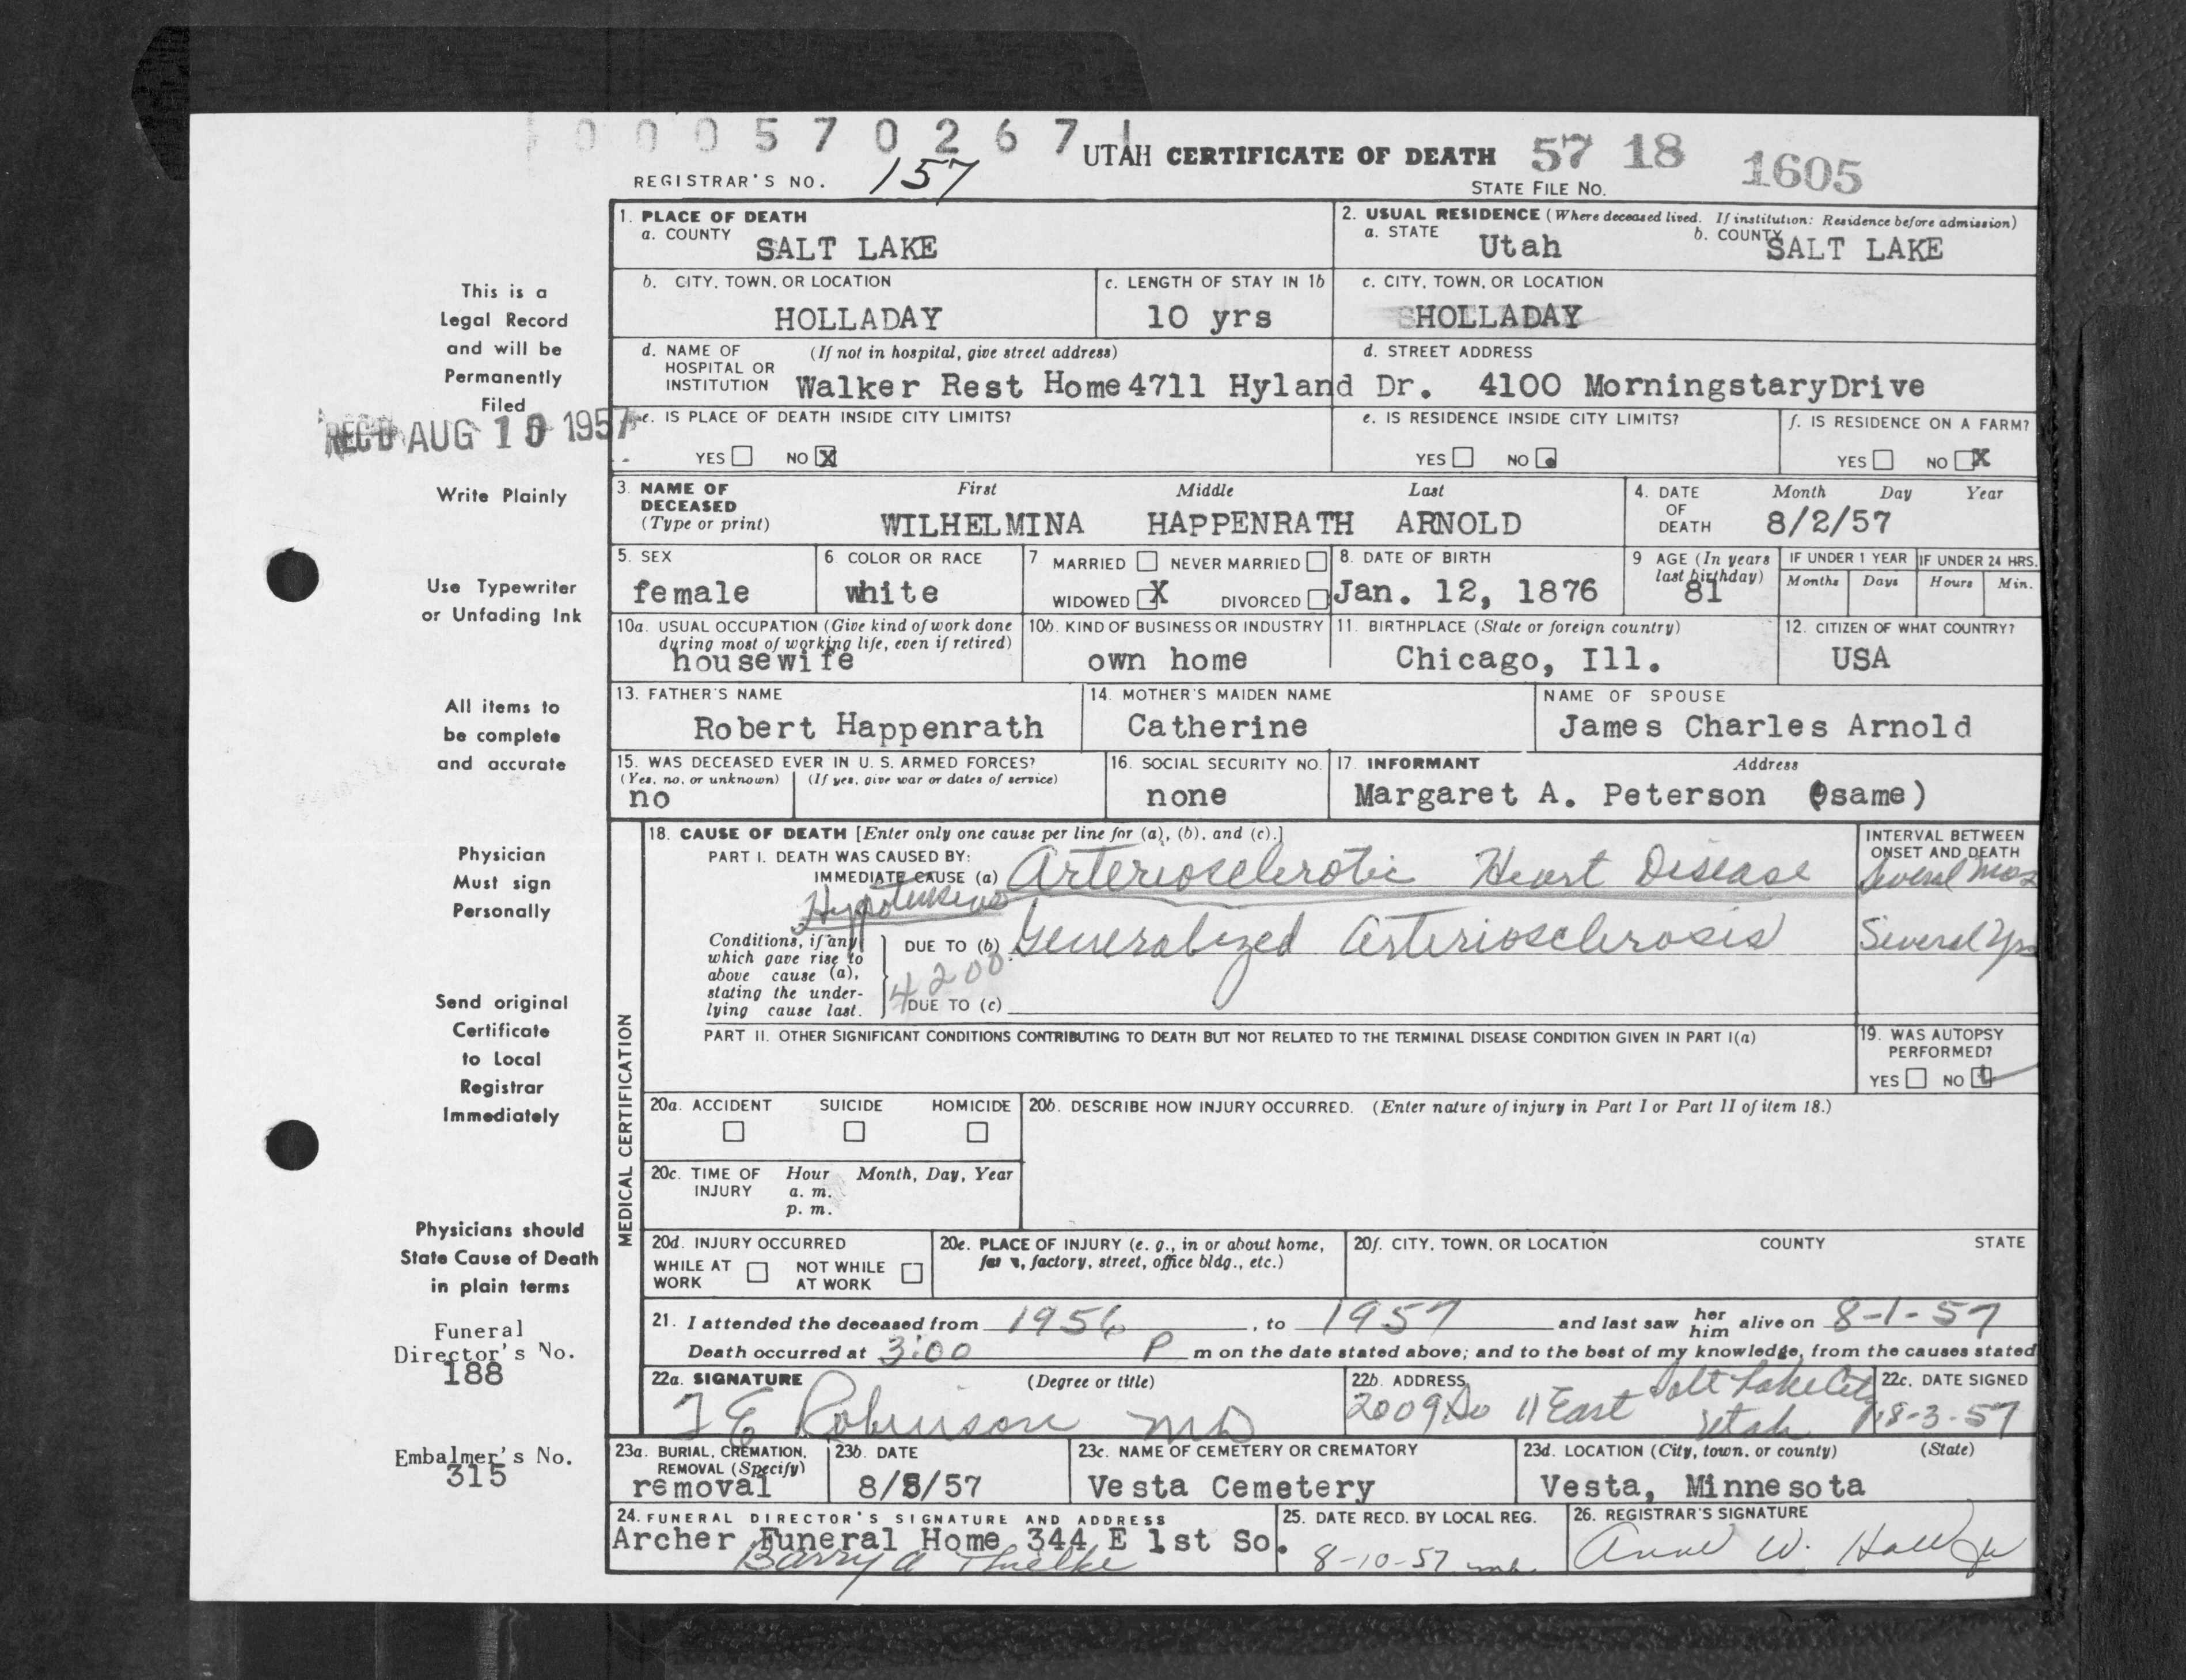 0 0 0 5 7 0 2 6 7 1
UTAH CERTIFICATE OF DEATH 57 18 1605
REGISTRAR'S NO. 157
STATE FILE NO.
1. PLACE OF DEATH
a. COUNTY SALT LAKE
2. USUAL RESIDENCE (Where deceased lived. If institution: Residence before admission)
a. STATE Utah b. COUNTY SALT LAKE
b. CITY, TOWN, OR LOCATION HOLLADAY
c. LENGTH OF STAY IN 1b 10 yrs
c. CITY, TOWN, OR LOCATION HOLLADAY
d. NAME OF HOSPITAL OR INSTITUTION (If not in hospital, give street address)
Walker Rest Home 4711 Hyland Dr.
d. STREET ADDRESS
4100 MorningstaryDrive
e. IS PLACE OF DEATH INSIDE CITY LIMITS?
YES NO X
e. IS RESIDENCE INSIDE CITY LIMITS?
YES NO
f. IS RESIDENCE ON A FARM?
YES NO X
3. NAME OF DECEASED (Type or print)
First Middle Last
WILHELMINA HAPPENRATH ARNOLD
4. DATE OF DEATH Month Day Year
8/2/57
5. SEX female
6. COLOR OR RACE white
7 MARRIED NEVER MARRIED
WIDOWED X DIVORCED
8. DATE OF BIRTH Jan. 12, 1876
9 AGE (In years last birthday) 81
IF UNDER 1 YEAR Months Days
IF UNDER 24 HRS. Hours Min.
10a. USUAL OCCUPATION (Give kind of work done during most of working life, even if retired)
housewife
10b. KIND OF BUSINESS OR INDUSTRY
own home
11. BIRTHPLACE (State or foreign country)
Chicago, Ill.
12. CITIZEN OF WHAT COUNTRY?
USA
13. FATHER'S NAME
Robert Happenrath
14. MOTHER'S MAIDEN NAME
Catherine
NAME OF SPOUSE
James Charles Arnold
15. WAS DECEASED EVER IN U. S. ARMED FORCES?
(Yes, no, or unknown) (If yes, give war or dates of service)
no
16. SOCIAL SECURITY NO.
none
17. INFORMANT Address
Margaret A. Peterson (same)
MEDICAL CERTIFICATION
18. CAUSE OF DEATH [Enter only one cause per line for (a), (b), and (c).]
INTERVAL BETWEEN ONSET AND DEATH
PART I. DEATH WAS CAUSED BY:
IMMEDIATE CAUSE (a) Arteriosclerotic Heart Disease Several mos
Conditions, if any which gave rise to above cause (a), stating the underlying cause last.
DUE TO (b) Generalized Arteriosclerosis Several yrs
4200
DUE TO (c)
PART II. OTHER SIGNIFICANT CONDITIONS CONTRIBUTING TO DEATH BUT NOT RELATED TO THE TERMINAL DISEASE CONDITION GIVEN IN PART I(a)
19. WAS AUTOPSY PERFORMED?
YES NO
20a. ACCIDENT SUICIDE HOMICIDE
20b. DESCRIBE HOW INJURY OCCURRED. (Enter nature of injury in Part I or Part II of item 18.)
20c. TIME OF INJURY Hour Month, Day, Year
a. m.
p. m.
20d. INJURY OCCURRED
WHILE AT WORK NOT WHILE AT WORK
20e. PLACE OF INJURY (e. g., in or about home, farm, factory, street, office bldg., etc.)
20f. CITY, TOWN, OR LOCATION COUNTY STATE
21. I attended the deceased from 1956, to 1957 and last saw her him alive on 8-1-57
Death occurred at 3:00 P m on the date stated above; and to the best of my knowledge, from the causes stated
22a. SIGNATURE (Degree or title)
Robinson MD
22b. ADDRESS
2009 So 11 East Salt Lake City Utah
22c. DATE SIGNED
8-3-57
23a. BURIAL, CREMATION, REMOVAL (Specify)
removal
23b. DATE
8/8/57
23c. NAME OF CEMETERY OR CREMATORY
Vesta Cemetery
23d. LOCATION (City, town, or county) (State)
Vesta, Minnesota
24. FUNERAL DIRECTOR'S SIGNATURE AND ADDRESS
Archer Funeral Home 344 E 1st So.
Barry A Thielke
25. DATE RECD. BY LOCAL REG.
8-10-57
26. REGISTRAR'S SIGNATURE
W.
This is a
Legal Record
and will be
Permanently
Filed
REC'D AUG 10 1957
Write Plainly
Use Typewriter
or Unfading Ink
All items to
be complete
and accurate
Physician
Must sign
Personally
Send original
Certificate
to Local
Registrar
Immediately
Physicians should
State Cause of Death
in plain terms
Funeral
Director's No.
188
Embalmer's No.
315